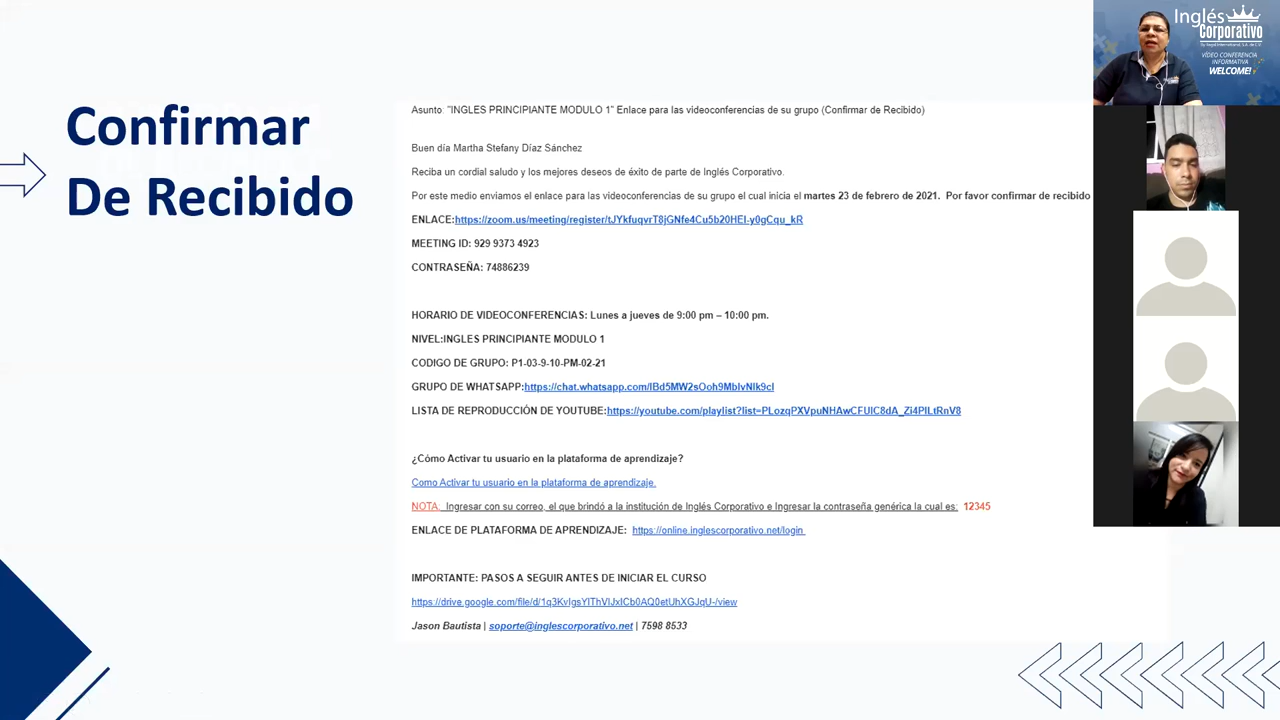 Confirmar
De Recibido
Asunto: "INGLES PRINCIPIANTE MODULO 1" Enlace para las videoconferencias de su grupo (Confirmar de Recibido)
Buen día Martha Stefany Díaz Sánchez
Reciba un cordial saludo y los mejores deseos de éxito de parte de Inglés Corporativo.
Por este medio enviamos el enlace para las videoconferencias de su grupo el cual inicia el martes 23 de febrero de 2021. Por favor confirmar de recibido
ENLACE:https://zoom.us/meeting/register/tJYkfuqvrT8jGNfe4Cu5b20HEI-y0gCqu_kR
MEETING ID: 929 9373 4923
CONTRASEÑA: 74886239
HORARIO DE VIDEOCONFERENCIAS: Lunes a jueves de 9:00 pm – 10:00 pm.
NIVEL:INGLES PRINCIPIANTE MODULO 1
CODIGO DE GRUPO: P1-03-9-10-PM-02-21
GRUPO DE WHATSAPP:https://chat.whatsapp.com/IBd5MW2sOoh9MbIvNlk9cI
LISTA DE REPRODUCCIÓN DE YOUTUBE:https://youtube.com/playlist?list=PLozqPXVpuNHAwCFUlC8dA_Zi4PILtRnV8
¿Cómo Activar tu usuario en la plataforma de aprendizaje?
Como Activar tu usuario en la plataforma de aprendizaje.
NOTA: Ingresar con su correo, el que brindó a la institución de Inglés Corporativo e Ingresar la contraseña genérica la cual es: 12345
ENLACE DE PLATAFORMA DE APRENDIZAJE: https://online.inglescorporativo.net/login
IMPORTANTE: PASOS A SEGUIR ANTES DE INICIAR EL CURSO
https://drive.google.com/file/d/1q3KvIgsYIThVIJxICb0AQ0etUhXGJqU-/view
Jason Bautista | soporte@inglescorporativo.net | 7598 8533
Inglés
Corporativo
VÍDEO CONFERENCIA
INFORMATIVA
WELCOME!